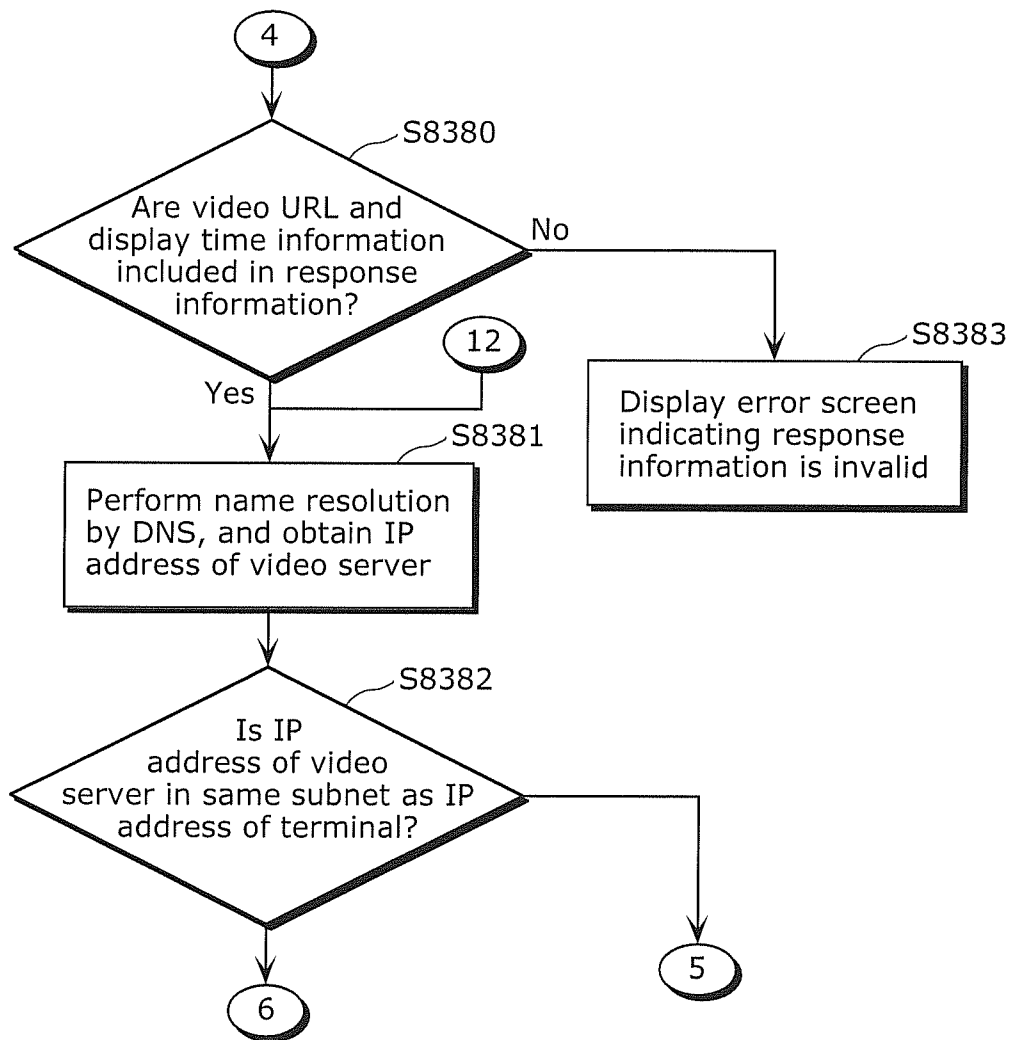 4
S8380
Are video URL and
display time information
included in response
information?
No
12
Yes
S8383
Display error screen
indicating response
information is invalid
S8381
Perform name resolution
by DNS, and obtain IP
address of video server
S8382
Is IP
address of video
server in same subnet as IP
address of terminal?
5
6